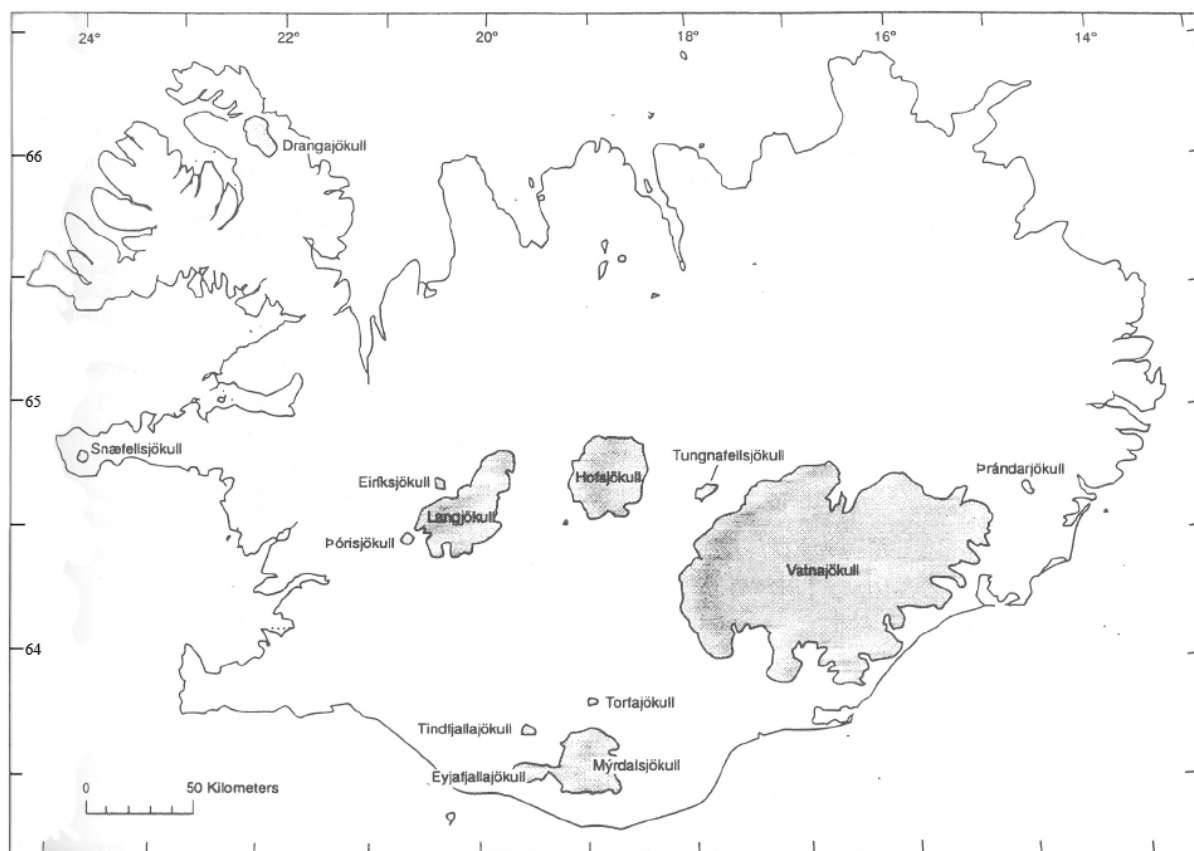 24° 22° 20° 18° 16° 14°
66
Drangajökull
65
Snæfellsjökull
Eiríksjökull
Hofsjökull
Tungnafellsjökull
Þrándarjökull
Langjökull
Þórisjökull
Vatnajökull
64
Torfajökull
Tindfjallajökull
Mýrdalsjökull
Eyjafjallajökull
0 50 Kilometers